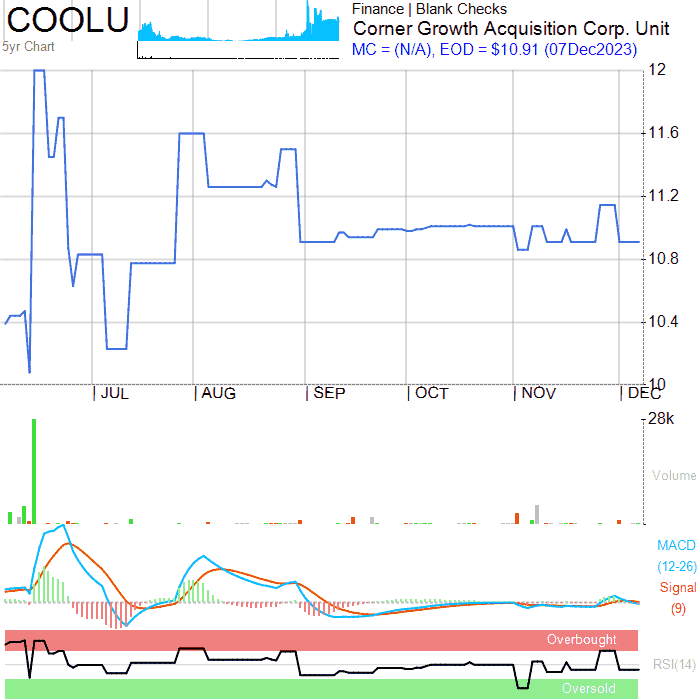 COOLU
5yr Chart
Finance | Blank Checks
Corner Growth Acquisition Corp. Unit
MC = (N/A), EOD = $10.91 (07Dec2023)
12
11.6
11.2
10.8
10.4
10
JUL AUG SEP OCT NOV DEC
28k
Volume
MACD
(12-26)
Signal
(9)
Overbought
RSI(14)
Oversold